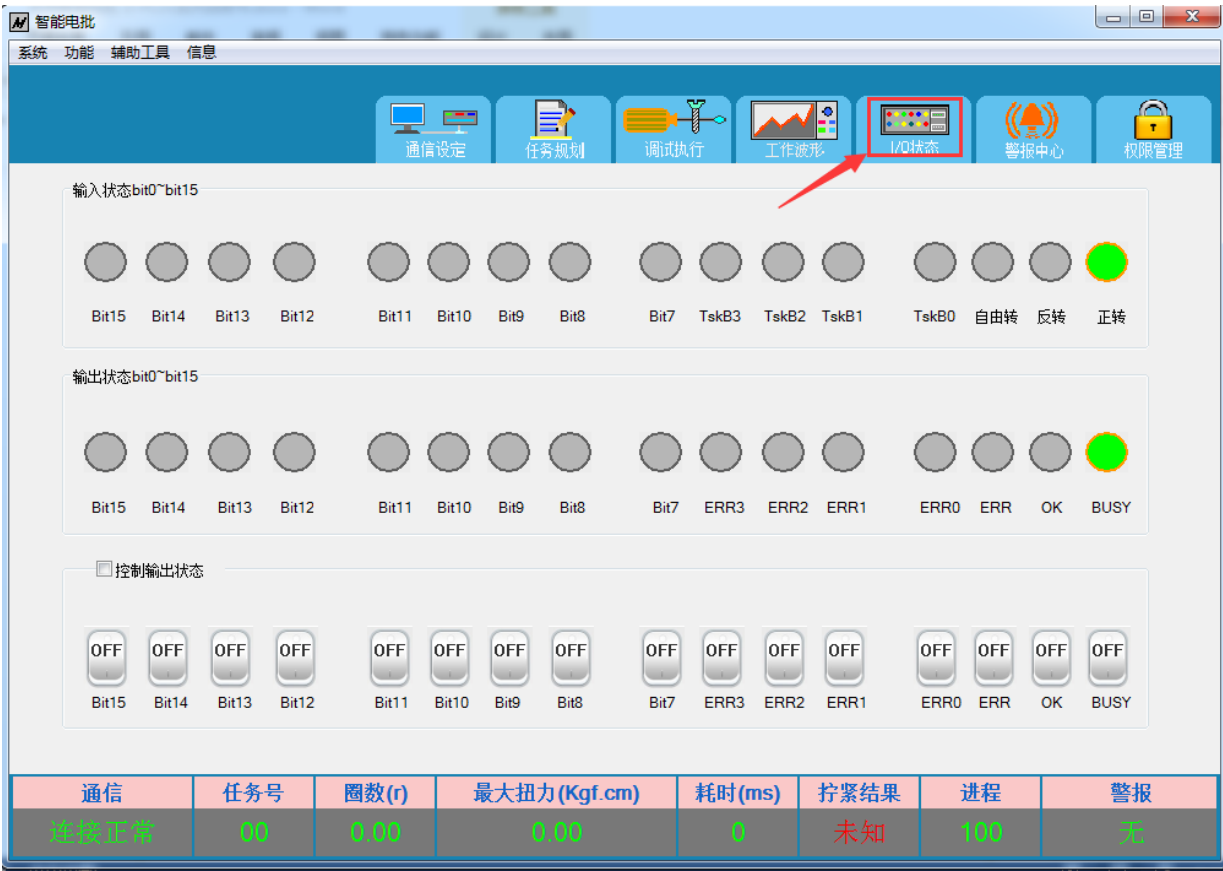 智能电批
系统 功能 辅助工具 信息
通信设定 任务规划 调试执行 工作波形 I/O状态 警报中心 权限管理
输入状态bit0~bit15
Bit15 Bit14 Bit13 Bit12 Bit11 Bit10 Bit9 Bit8 Bit7 TskB3 TskB2 TskB1 TskB0 自由转 反转 正转
输出状态bit0~bit15
Bit15 Bit14 Bit13 Bit12 Bit11 Bit10 Bit9 Bit8 Bit7 ERR3 ERR2 ERR1 ERR0 ERR OK BUSY
控制输出状态
OFF OFF OFF OFF OFF OFF OFF OFF OFF OFF OFF OFF OFF OFF OFF OFF
Bit15 Bit14 Bit13 Bit12 Bit11 Bit10 Bit9 Bit8 Bit7 ERR3 ERR2 ERR1 ERR0 ERR OK BUSY
通信 任务号 圈数(r) 最大扭力(Kgf.cm) 耗时(ms) 拧紧结果 进程 警报
连接正常 00 0.00 0.00 0 未知 100 无